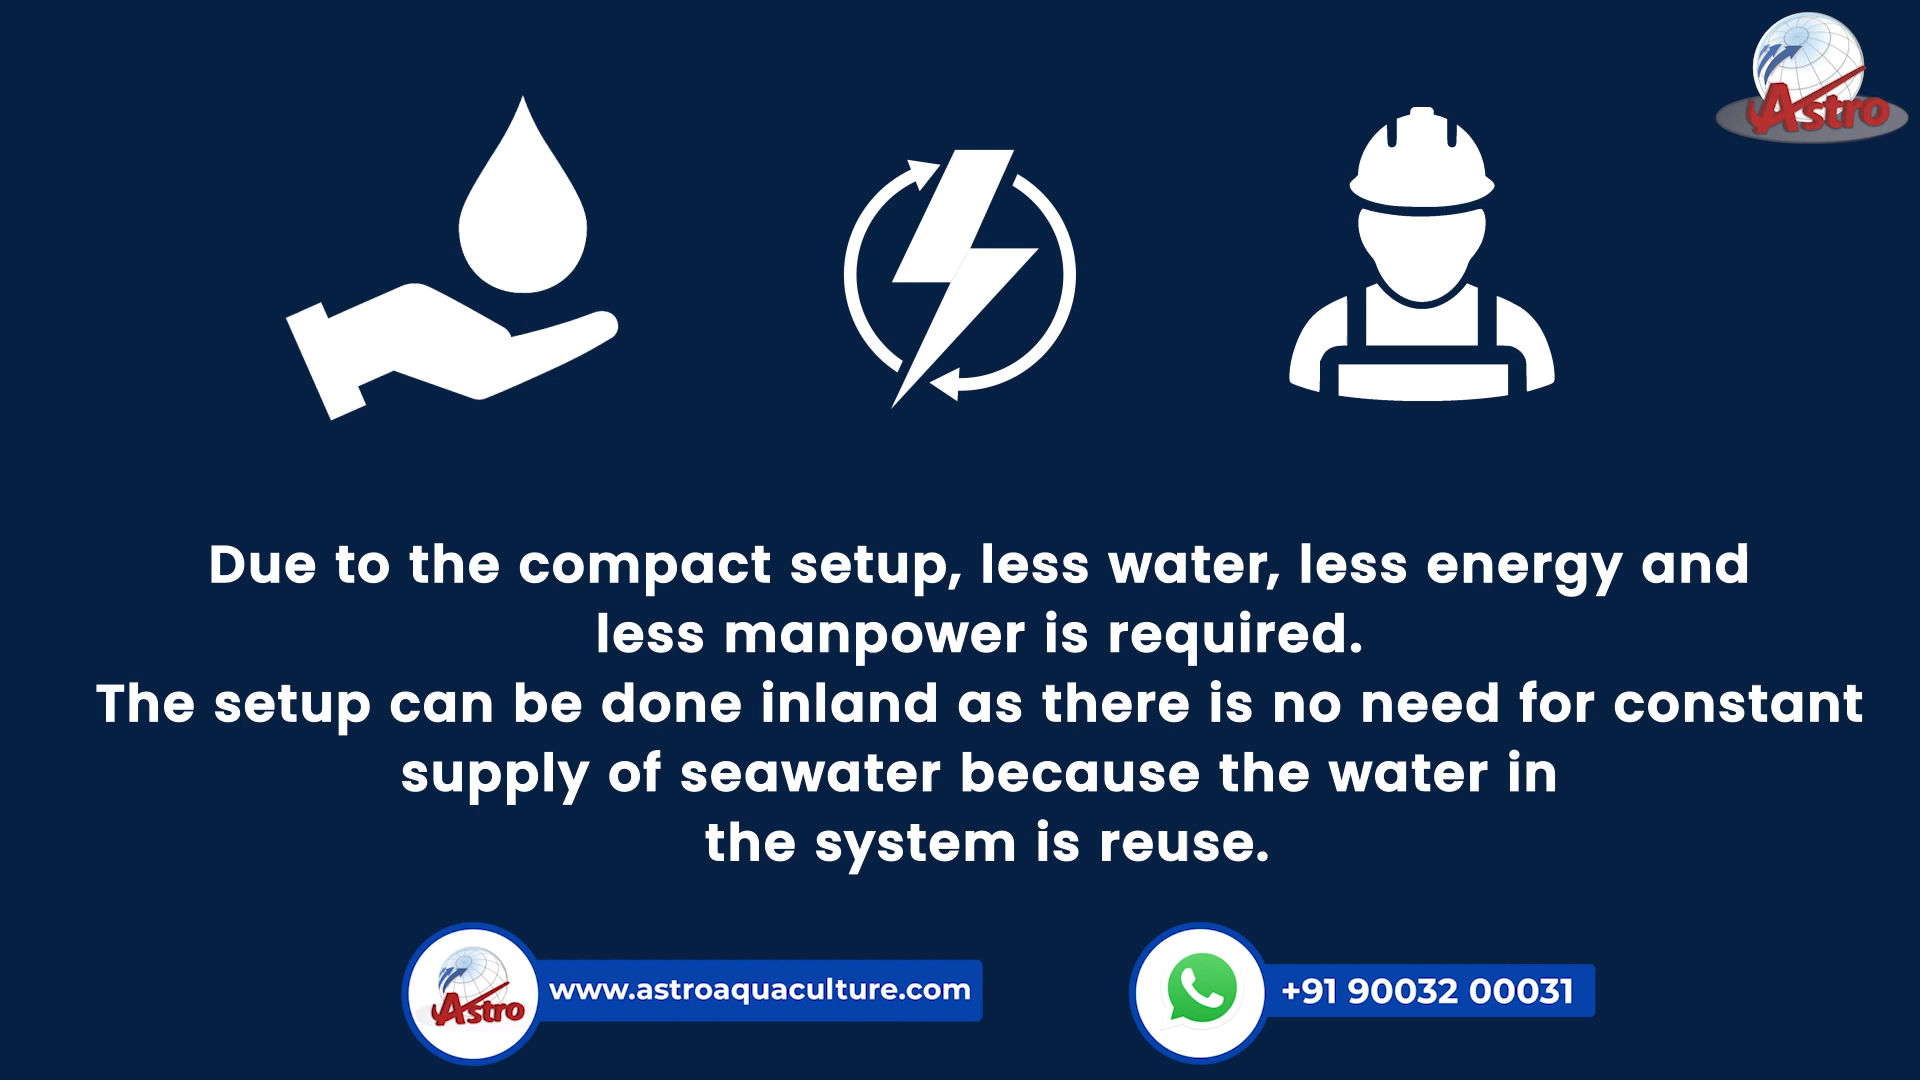 Astro
Due to the compact setup, less water, less energy and
less manpower is required.
The setup can be done inland as there is no need for constant
supply of seawater because the water in
the system is reuse.
Astro
www.astroaquaculture.com
+91 90032 00031